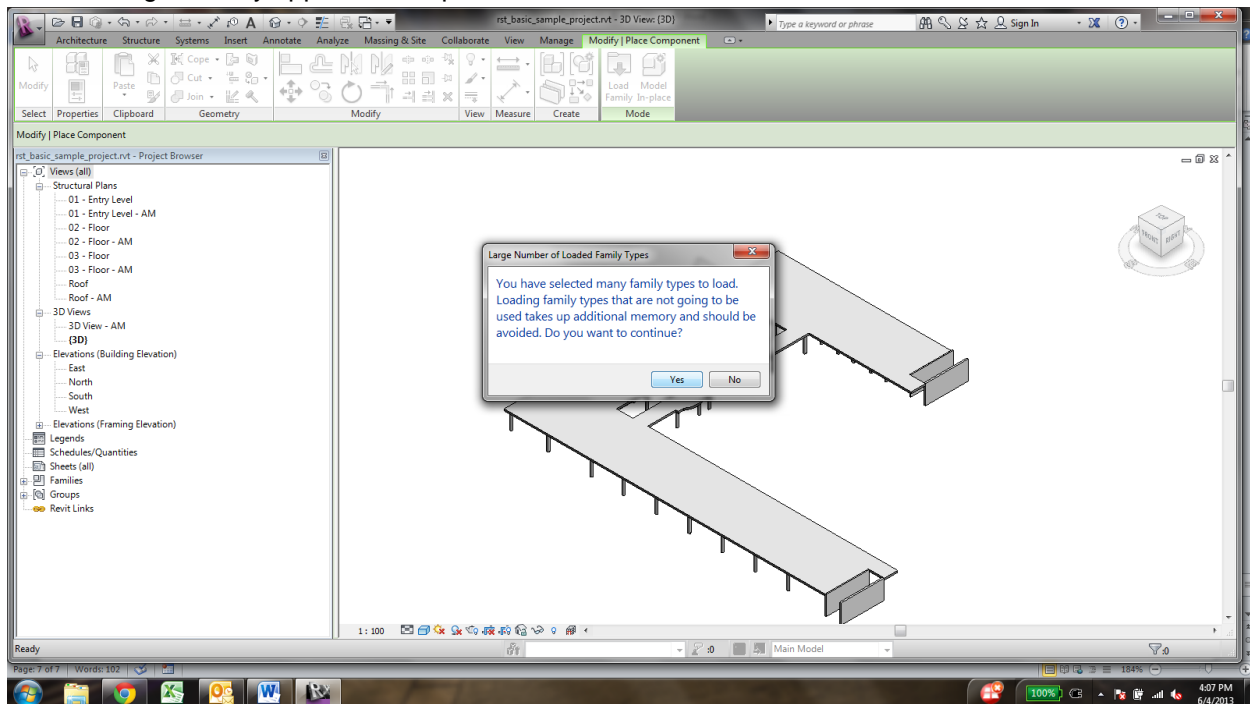 rst_basic_sample_project.rvt - 3D View: {3D}
Type a keyword or phrase
Sign In
Architecture Structure Systems Insert Annotate Analyze Massing & Site Collaborate View Manage Modify | Place Component
Modify
Paste
Cope
Cut
Join
Load Family
Model In-place
Select Properties Clipboard Geometry Modify View Measure Create Mode
Modify | Place Component
rst_basic_sample_project.rvt - Project Browser
Views (all)
Structural Plans
01 - Entry Level
01 - Entry Level - AM
02 - Floor
02 - Floor - AM
03 - Floor
03 - Floor - AM
Roof
Roof - AM
3D Views
3D View - AM
{3D}
Elevations (Building Elevation)
East
North
South
West
Elevations (Framing Elevation)
Legends
Schedules/Quantities
Sheets (all)
Families
Groups
Revit Links
TOP
FRONT RIGHT
Large Number of Loaded Family Types
You have selected many family types to load.
Loading family types that are not going to be
used takes up additional memory and should be
avoided. Do you want to continue?
Yes No
1 : 100
Ready
:0
Main Model
:0
Page: 7 of 7 Words: 102
184%
100%
4:07 PM
6/4/2013